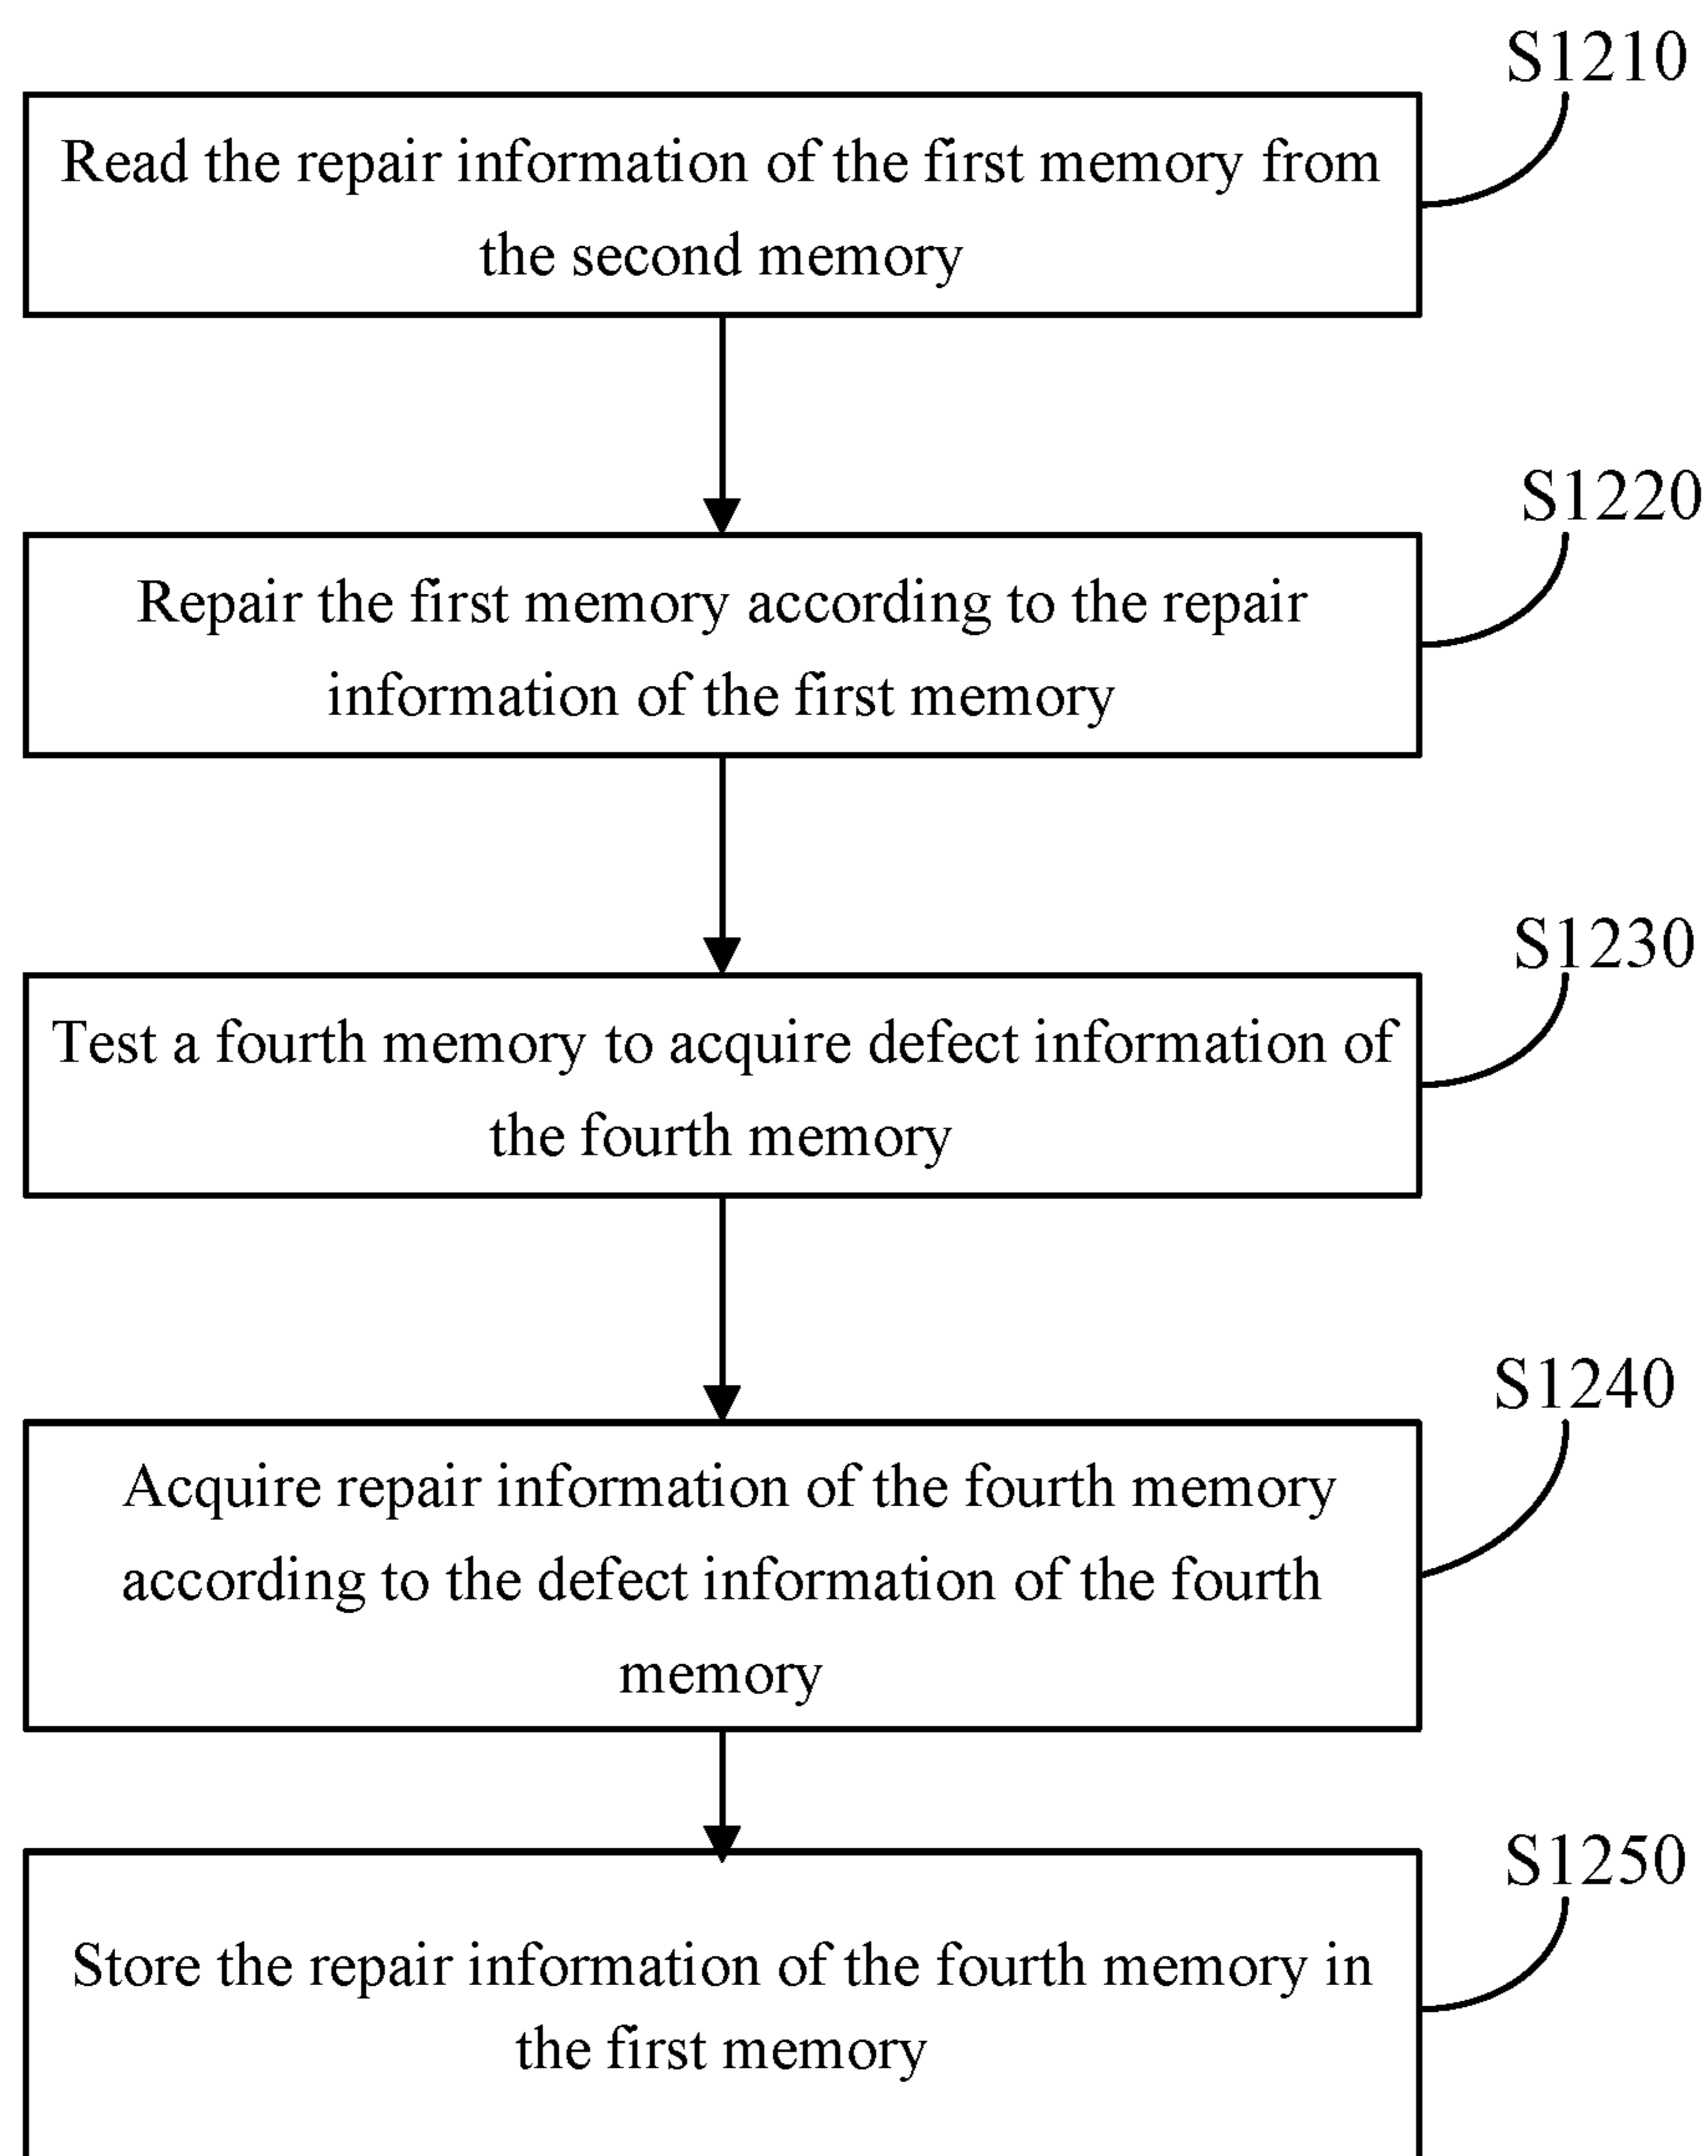 S1210
Read the repair information of the first memory from
the second memory
S1220
Repair the first memory according to the repair
information of the first memory
S1230
Test a fourth memory to acquire defect information of
the fourth memory
S1240
Acquire repair information of the fourth memory
according to the defect information of the fourth
memory
S1250
Store the repair information of the fourth memory in
the first memory